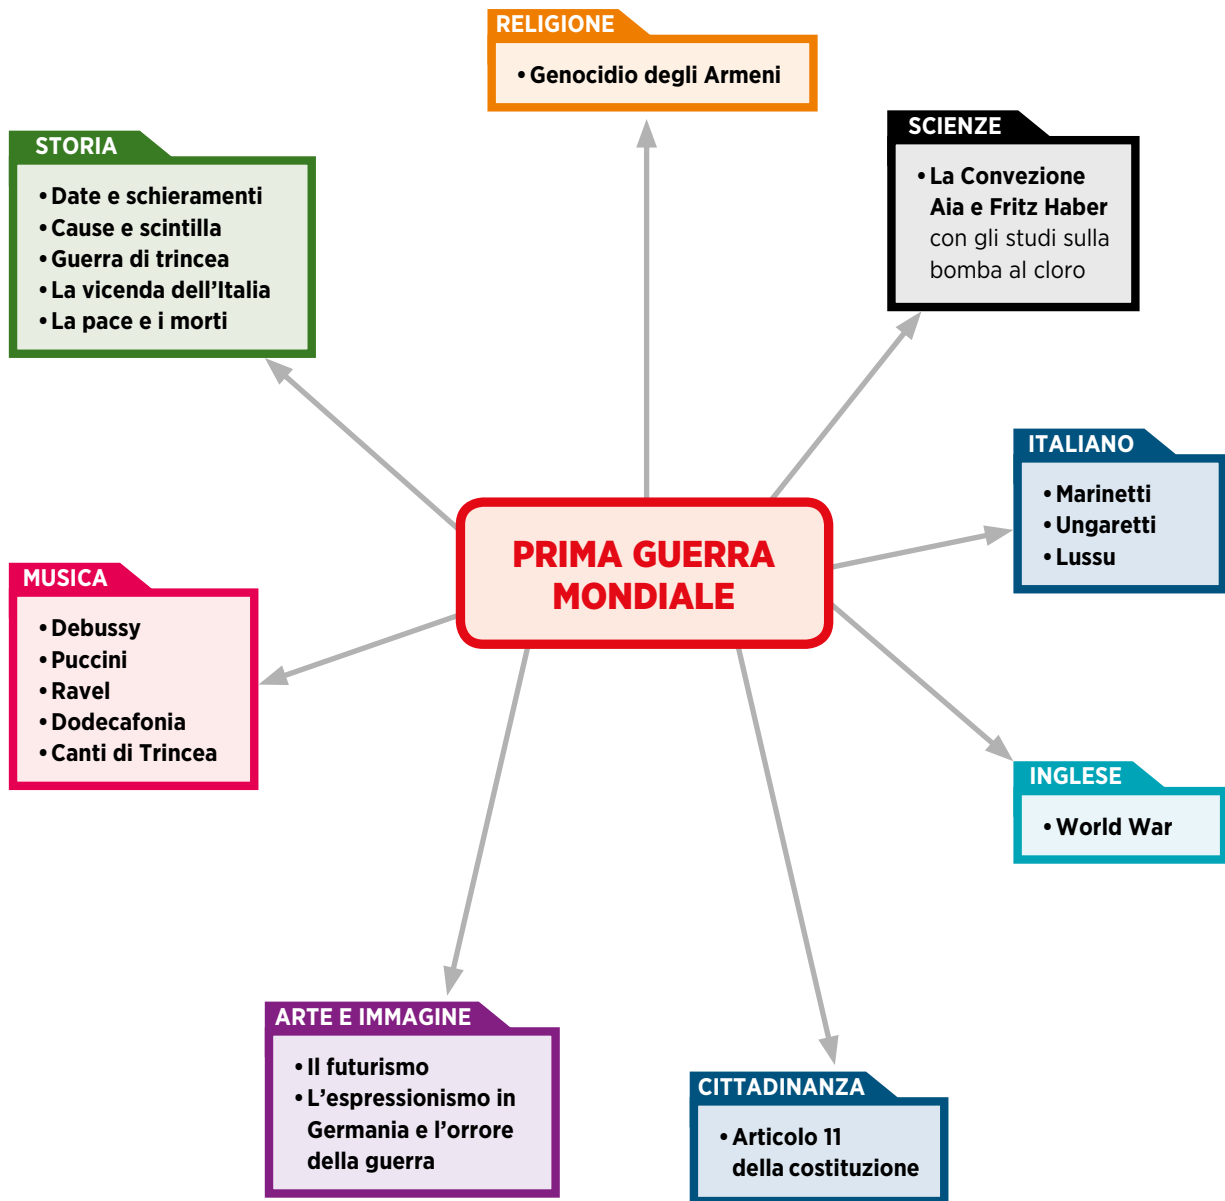 RELIGIONE
• Genocidio degli Armeni
SCIENZE
• La Convezione
Aia e Fritz Haber
con gli studi sulla
bomba al cloro
STORIA
• Date e schieramenti
• Cause e scintilla
• Guerra di trincea
• La vicenda dell’Italia
• La pace e i morti
ITALIANO
• Marinetti
• Ungaretti
• Lussu
PRIMA GUERRA
MONDIALE
MUSICA
• Debussy
• Puccini
• Ravel
• Dodecafonia
• Canti di Trincea
INGLESE
• World War
ARTE E IMMAGINE
• Il futurismo
• L’espressionismo in
Germania e l’orrore
della guerra
CITTADINANZA
• Articolo 11
della costituzione